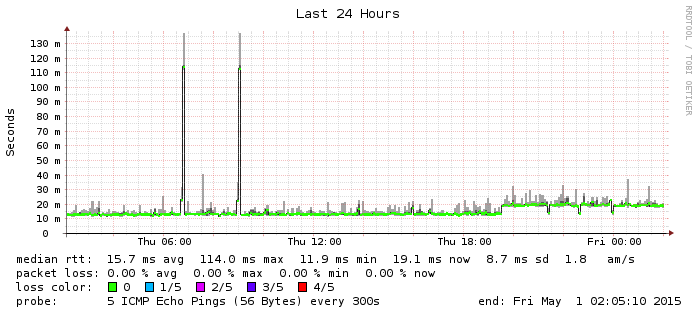 Last 24 Hours
RRDTOOL / TOBI OETIKER
Seconds
130 m
120 m
110 m
100 m
90 m
80 m
70 m
60 m
50 m
40 m
30 m
20 m
10 m
0
Thu 06:00 Thu 12:00 Thu 18:00 Fri 00:00
median rtt: 15.7 ms avg 114.0 ms max 11.9 ms min 19.1 ms now 8.7 ms sd 1.8 am/s
packet loss: 0.00 % avg 0.00 % max 0.00 % min 0.00 % now
loss color: 0 1/5 2/5 3/5 4/5
probe: 5 ICMP Echo Pings (56 Bytes) every 300s end: Fri May 1 02:05:10 2015